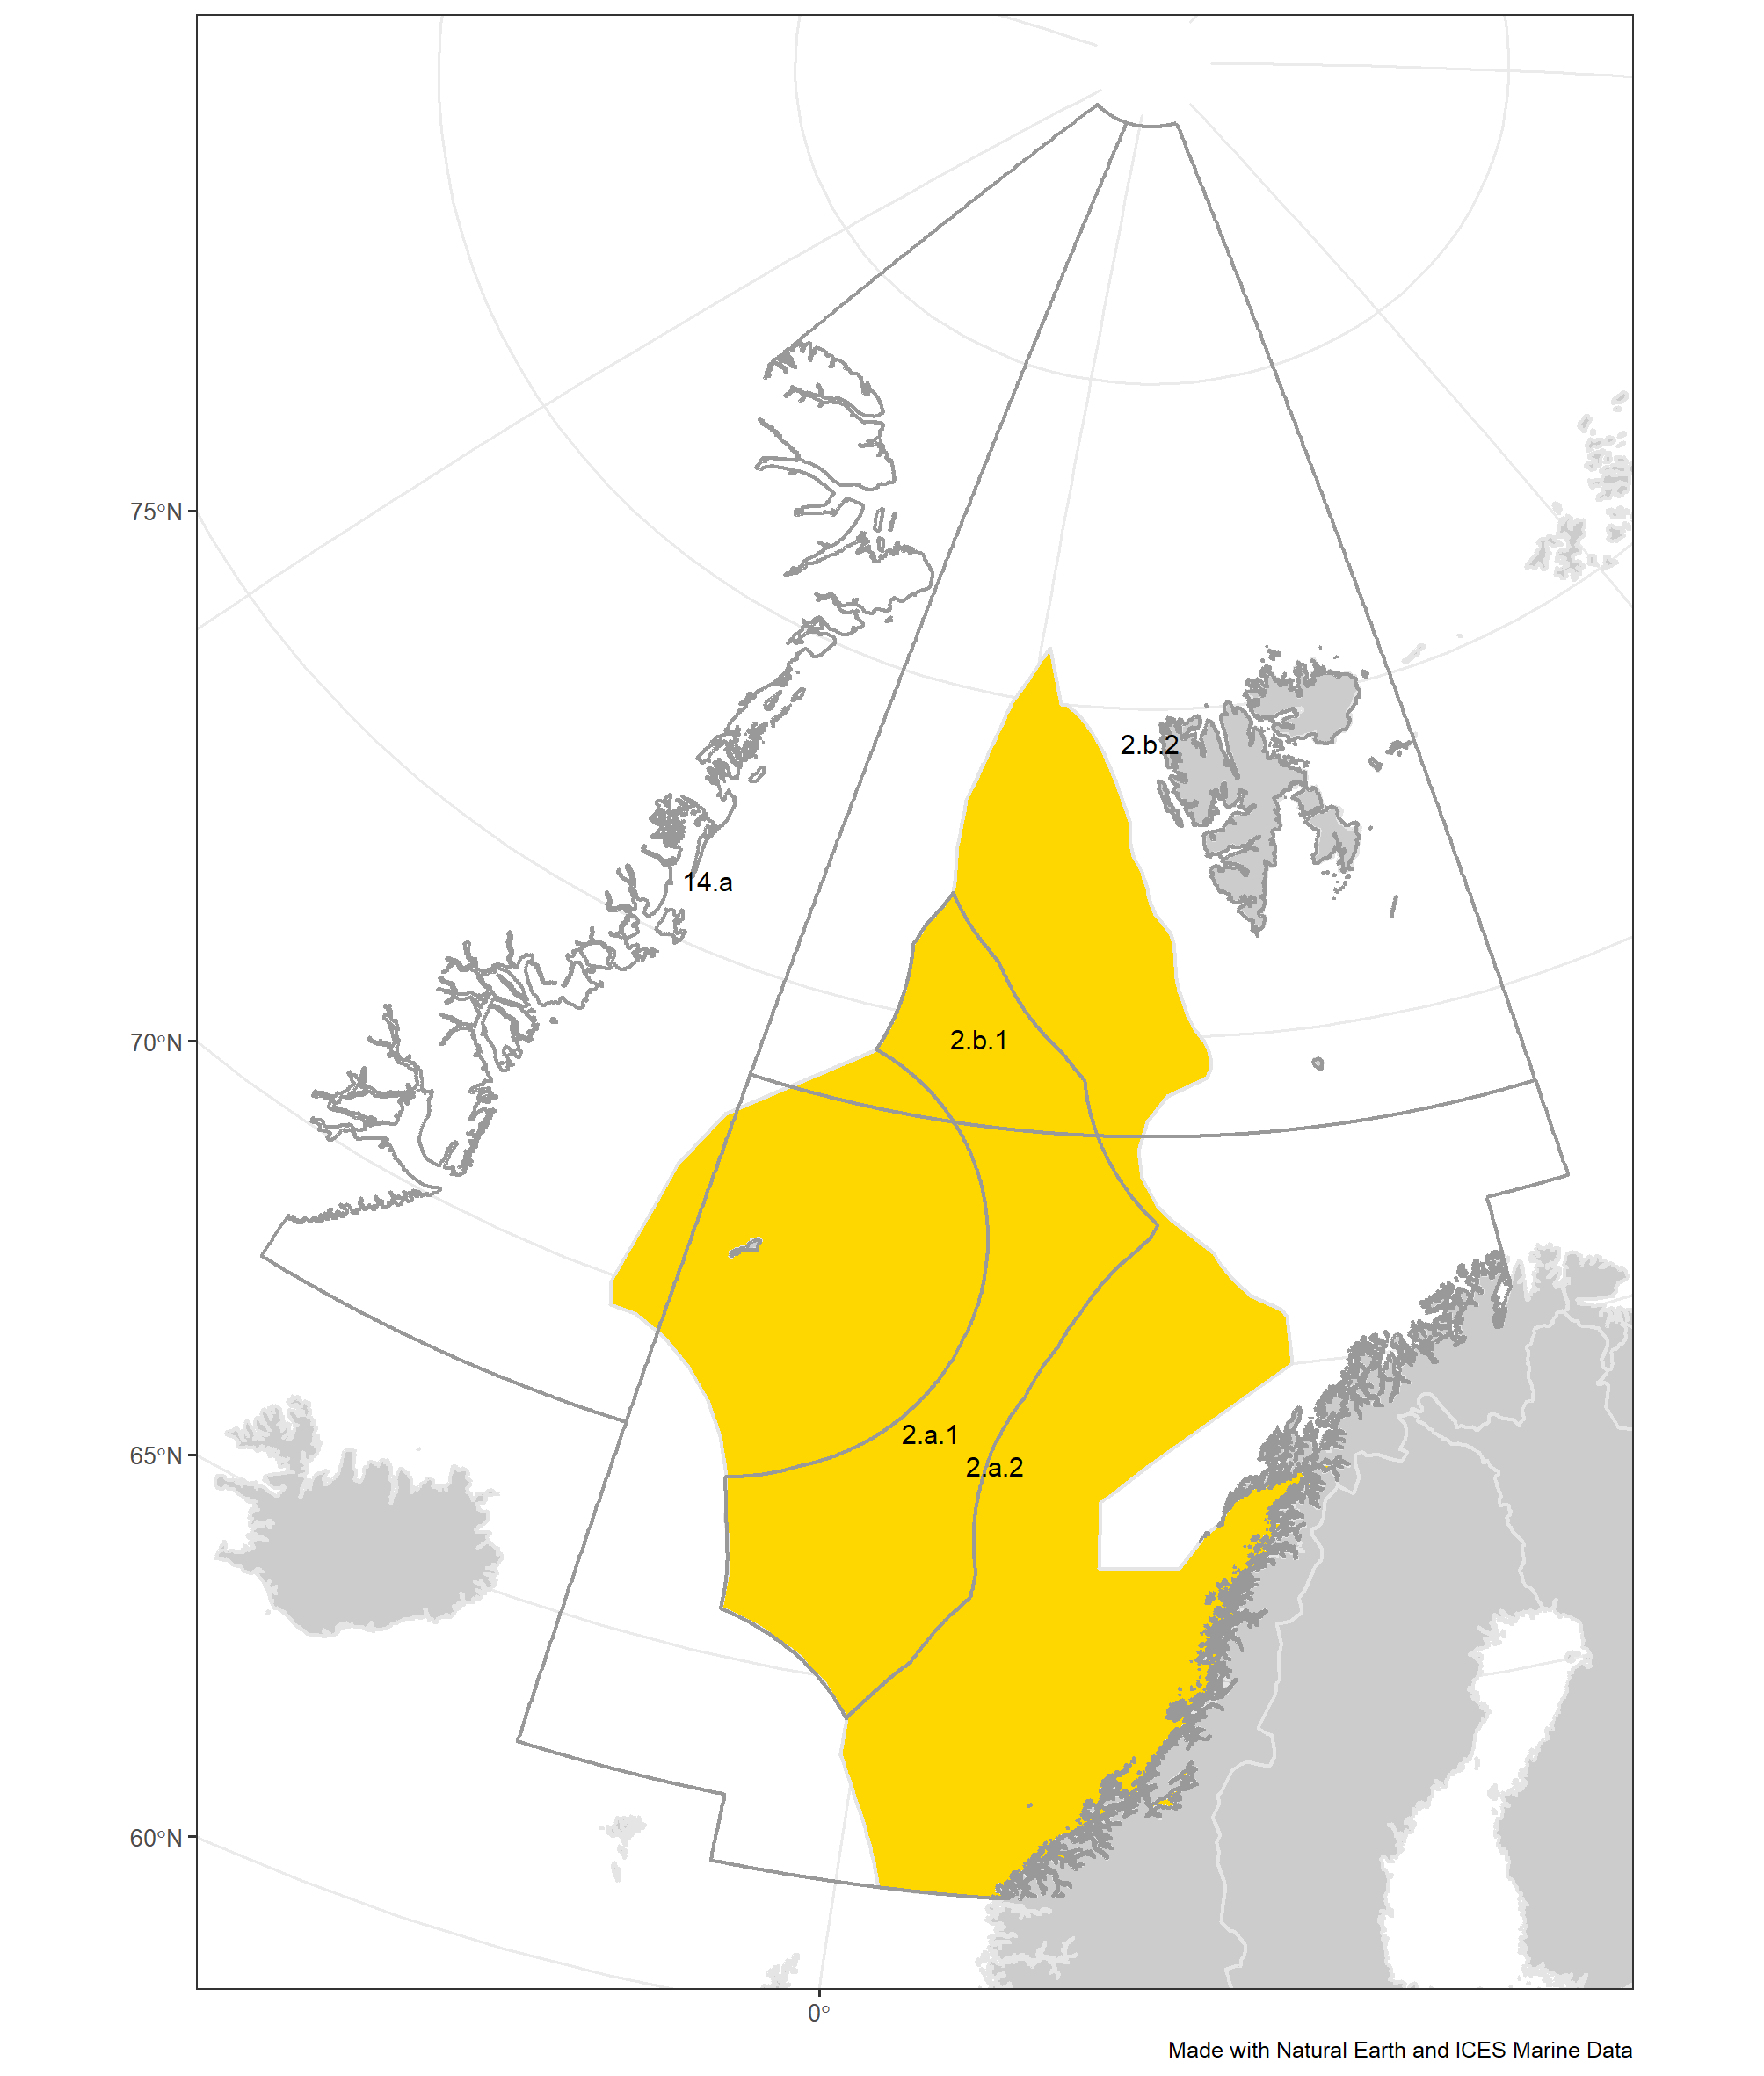 75°N
2.b.2
14.a
70°N
2.b.1
2.a.1
65°N
2.a.2
60°N
0°
Made with Natural Earth and ICES Marine Data